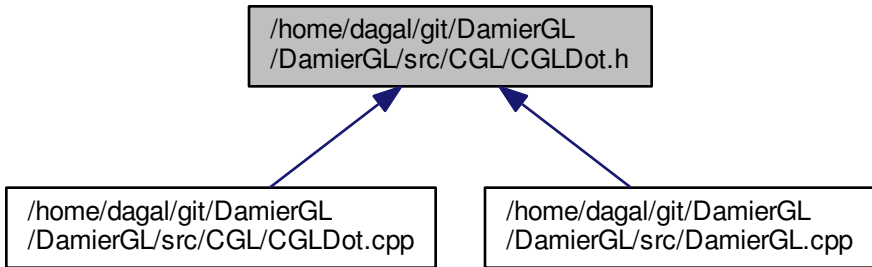 /home/dagal/git/DamierGL
/DamierGL/src/CGL/CGLDot.h
/home/dagal/git/DamierGL
/DamierGL/src/CGL/CGLDot.cpp
/home/dagal/git/DamierGL
/DamierGL/src/DamierGL.cpp